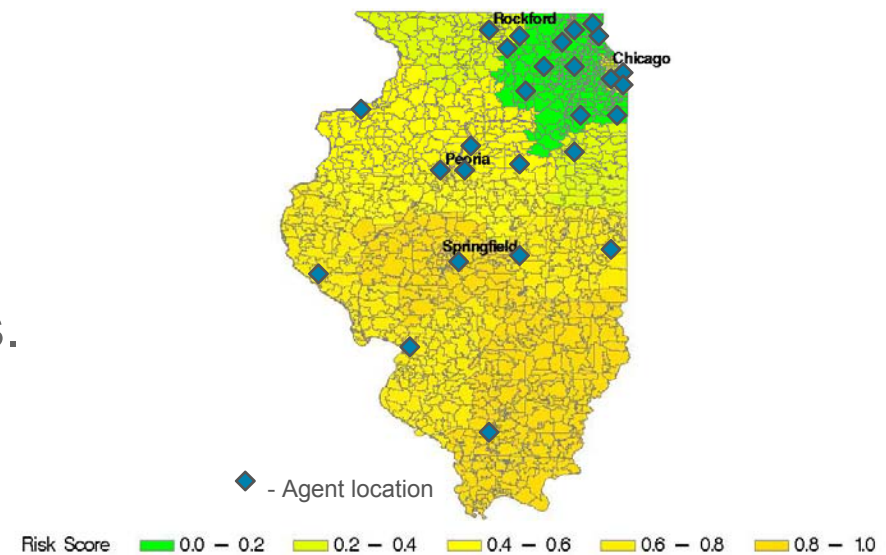 Rockford
Chicago
Peoria
Springfield
s.
- Agent location
Risk Score 0.0 – 0.2 0.2 – 0.4 0.4 – 0.6 0.6 – 0.8 0.8 – 1.0